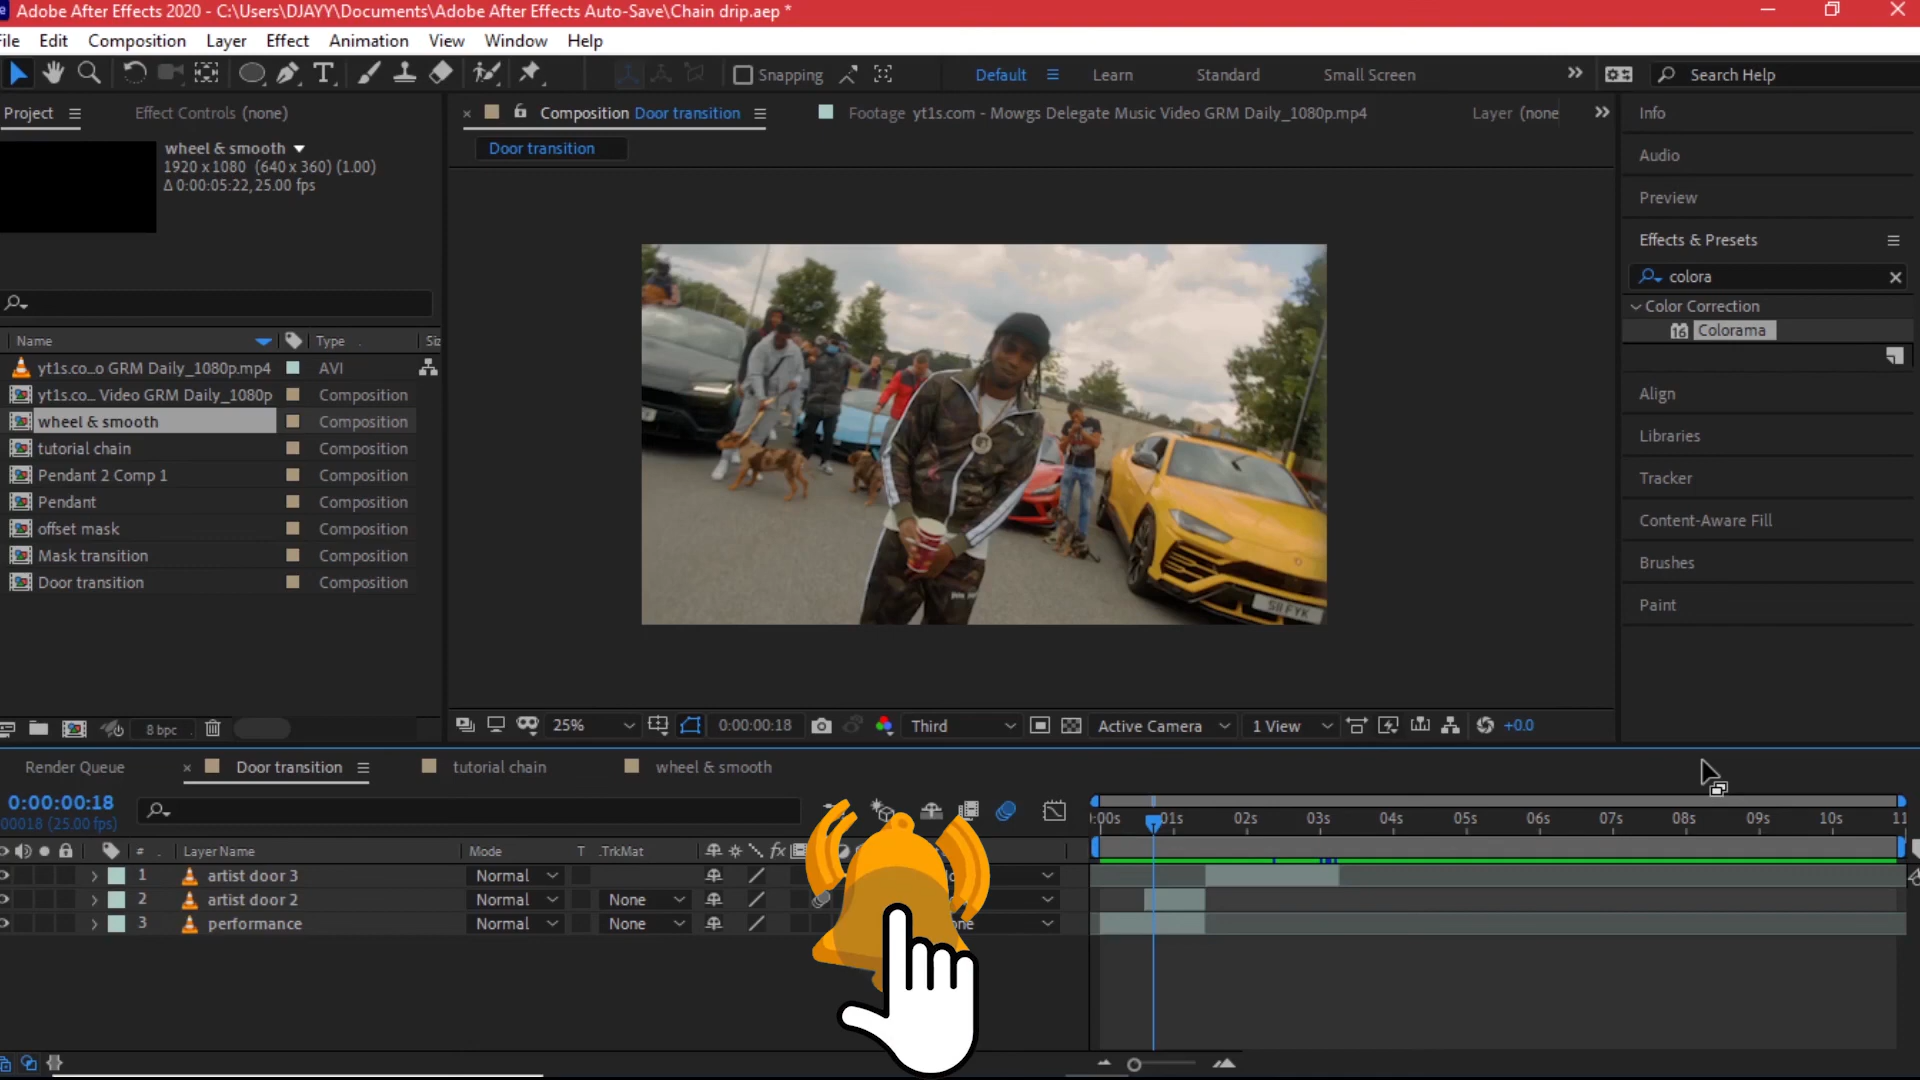 Adobe After Effects 2020 - C:\Users\DJAYY\Documents\Adobe After Effects Auto-Save\Chain drip.aep *
File Edit Composition Layer Effect Animation View Window Help
Snapping Default Learn Standard Small Screen Search Help
Project Effect Controls (none) Composition Door transition Footage yt1s.com - Mowgs Delegate Music Video GRM Daily_1080p.mp4 Layer (none
Info
wheel & smooth
1920 x 1080 (640 x 360) (1.00)
Δ 0:00:05:22, 25.00 fps
Door transition
Audio
Preview
Effects & Presets
colora
Color Correction
16 Colorama
Align
Libraries
Tracker
Content-Aware Fill
Brushes
Paint
Name Type Siz
yt1s.co...o GRM Daily_1080p.mp4 AVI
yt1s.co... Video GRM Daily_1080p Composition
wheel & smooth Composition
tutorial chain Composition
Pendant 2 Comp 1 Composition
Pendant Composition
offset mask Composition
Mask transition Composition
Door transition Composition
S11 FYK
8 bpc
25% 0:00:00:18 Third Active Camera 1 View +0.0
Render Queue Door transition tutorial chain wheel & smooth
0:00:00:18
00018 (25.00 fps)
:00s 01s 02s 03s 04s 05s 06s 07s 08s 09s 10s 11
# Layer Name Mode T .TrkMat fx
1 artist door 3 Normal
2 artist door 2 Normal None
3 performance Normal None one